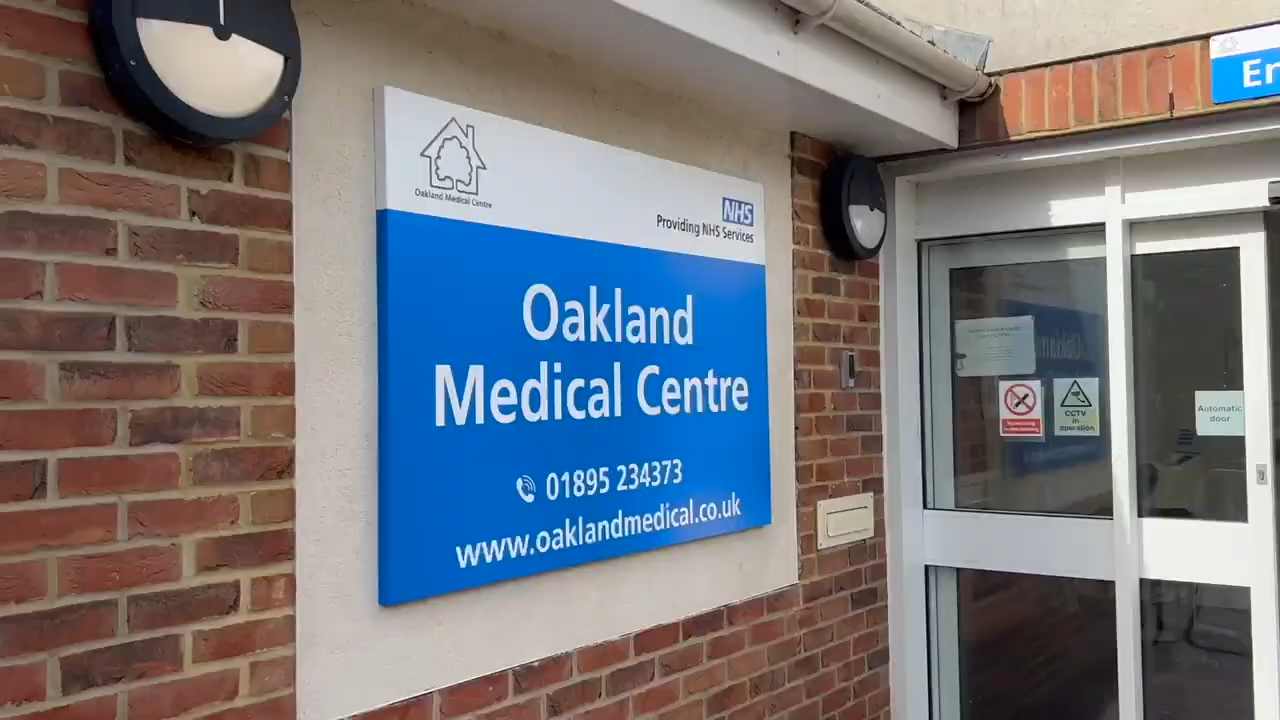 Oakland Medical Centre
NHS
Providing NHS Services
Oakland
Medical Centre
01895 234373
www.oaklandmedical.co.uk
En
CCTV
in
operation
Automatic
door